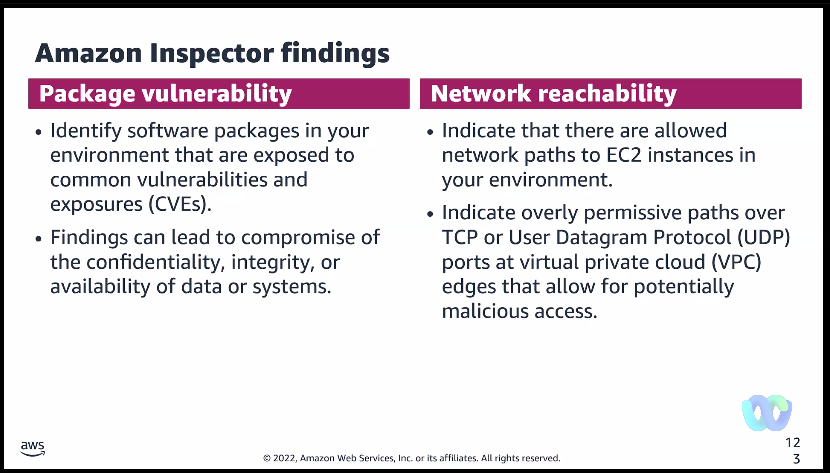 Amazon Inspector findings
Package vulnerability
• Identify software packages in your
environment that are exposed to
common vulnerabilities and
exposures (CVEs).
• Findings can lead to compromise of
the confidentiality, integrity, or
availability of data or systems.
Network reachability
• Indicate that there are allowed
network paths to EC2 instances in
your environment.
• Indicate overly permissive paths over
TCP or User Datagram Protocol (UDP)
ports at virtual private cloud (VPC)
edges that allow for potentially
malicious access.
aws
© 2022, Amazon Web Services, Inc. or its affiliates. All rights reserved.
12
3